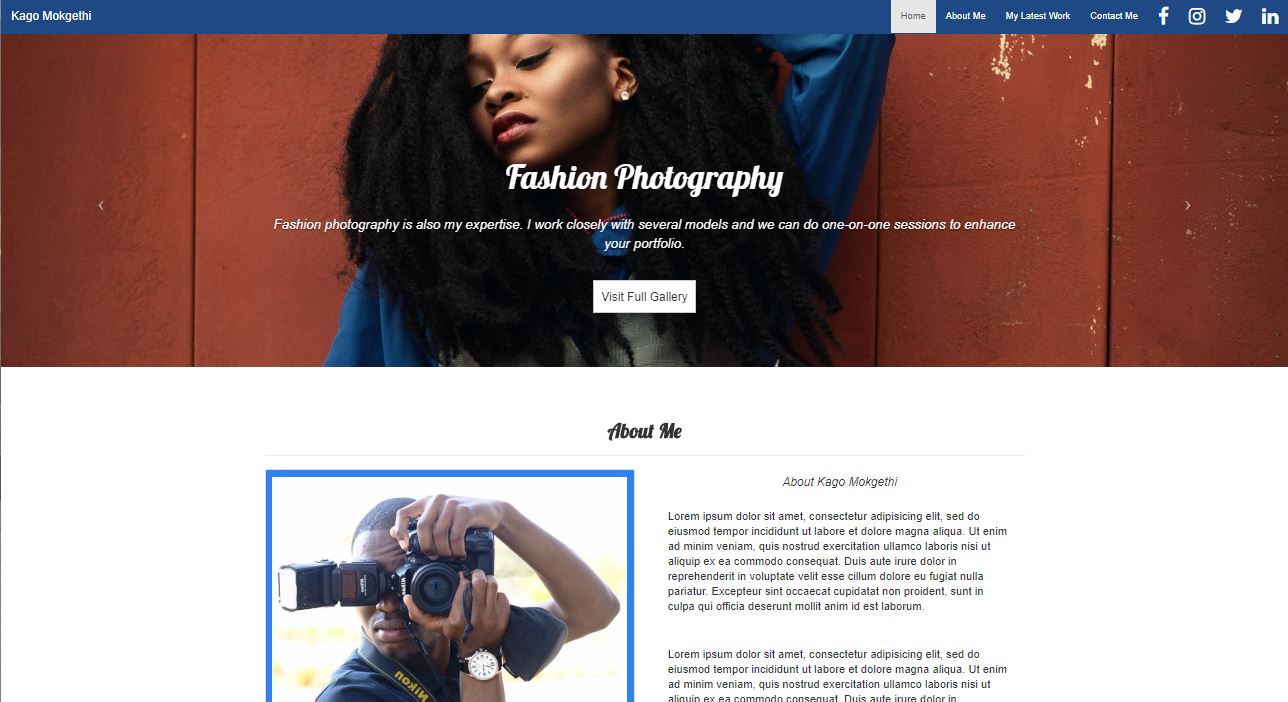 Kago Mokgethi
Home
About Me
My Latest Work
Contact Me
Fashion Photography
Fashion photography is also my expertise. I work closely with several models and we can do one-on-one sessions to enhance
your portfolio.
Visit Full Gallery
About Me
About Kago Mokgethi
Lorem ipsum dolor sit amet, consectetur adipisicing elit, sed do
eiusmod tempor incididunt ut labore et dolore magna aliqua. Ut enim
ad minim veniam, quis nostrud exercitation ullamco laboris nisi ut
aliquip ex ea commodo consequat. Duis aute irure dolor in
reprehenderit in voluptate velit esse cillum dolore eu fugiat nulla
pariatur. Excepteur sint occaecat cupidatat non proident, sunt in
culpa qui officia deserunt mollit anim id est laborum.
Lorem ipsum dolor sit amet, consectetur adipisicing elit, sed do
eiusmod tempor incididunt ut labore et dolore magna aliqua. Ut enim
ad minim veniam, quis nostrud exercitation ullamco laboris nisi ut
aliquip ex ea commodo consequat. Duis aute irure dolor in
Nikon